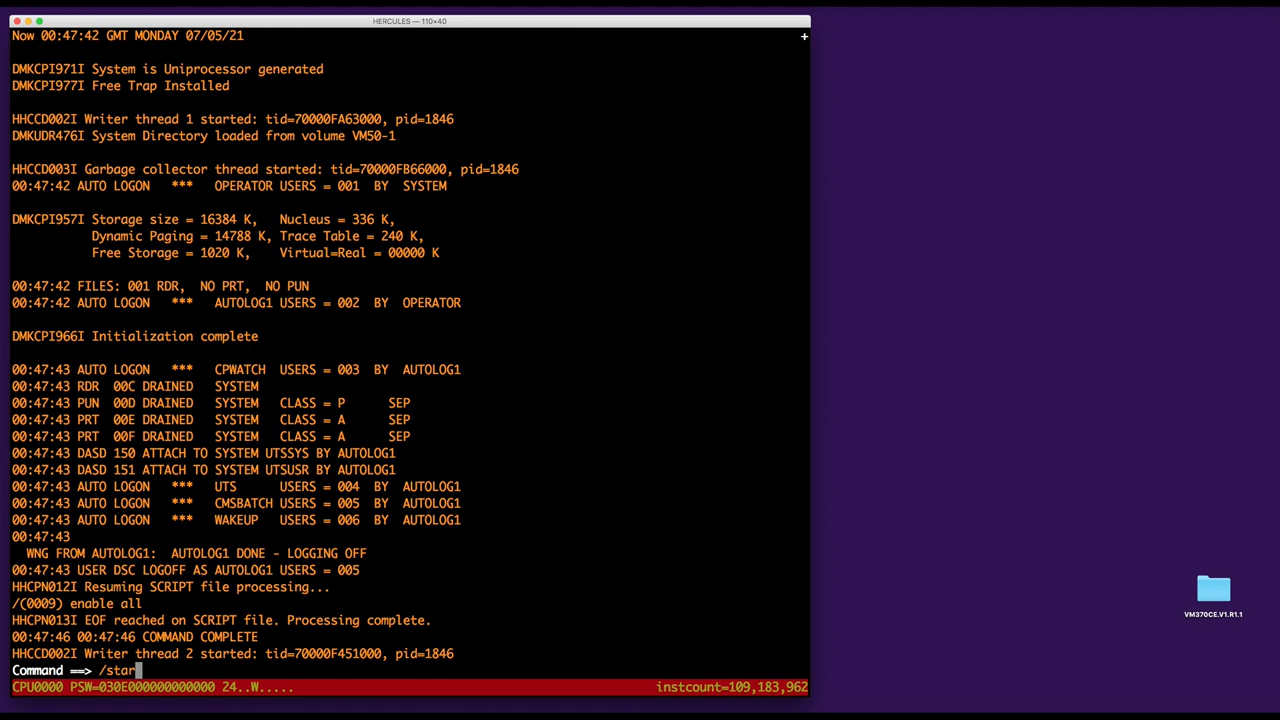 HERCULES — 110×40
Now 00:47:42 GMT MONDAY 07/05/21
+
DMKCPI971I System is Uniprocessor generated
DMKCPI977I Free Trap Installed
HHCCD002I Writer thread 1 started: tid=70000FA63000, pid=1846
DMKUDR476I System Directory loaded from volume VM50-1
HHCCD003I Garbage collector thread started: tid=70000FB66000, pid=1846
00:47:42 AUTO LOGON   ***   OPERATOR USERS = 001  BY  SYSTEM
DMKCPI957I Storage size = 16384 K,   Nucleus = 336 K,
Dynamic Paging = 14788 K, Trace Table = 240 K,
Free Storage = 1020 K,    Virtual=Real = 00000 K
00:47:42 FILES: 001 RDR,  NO PRT,  NO PUN
00:47:42 AUTO LOGON   ***   AUTOLOG1 USERS = 002  BY  OPERATOR
DMKCPI966I Initialization complete
00:47:43 AUTO LOGON   ***   CPWATCH  USERS = 003  BY  AUTOLOG1
00:47:43 RDR  00C DRAINED   SYSTEM
00:47:43 PUN  00D DRAINED   SYSTEM   CLASS = P      SEP
00:47:43 PRT  00E DRAINED   SYSTEM   CLASS = A      SEP
00:47:43 PRT  00F DRAINED   SYSTEM   CLASS = A      SEP
00:47:43 DASD 150 ATTACH TO SYSTEM UTSSYS BY AUTOLOG1
00:47:43 DASD 151 ATTACH TO SYSTEM UTSUSR BY AUTOLOG1
00:47:43 AUTO LOGON   ***   UTS      USERS = 004  BY  AUTOLOG1
00:47:43 AUTO LOGON   ***   CMSBATCH USERS = 005  BY  AUTOLOG1
00:47:43 AUTO LOGON   ***   WAKEUP   USERS = 006  BY  AUTOLOG1
00:47:43
WNG FROM AUTOLOG1:  AUTOLOG1 DONE - LOGGING OFF
00:47:43 USER DSC LOGOFF AS AUTOLOG1 USERS = 005
HHCPN012I Resuming SCRIPT file processing...
/(0009) enable all
HHCPN013I EOF reached on SCRIPT file. Processing complete.
00:47:46 00:47:46 COMMAND COMPLETE
HHCCD002I Writer thread 2 started: tid=70000F451000, pid=1846
Command ==> /star
CPU0000 PSW=030E000000000000 24..W.....
instcount=109,183,962
VM370CE.V1.R1.1